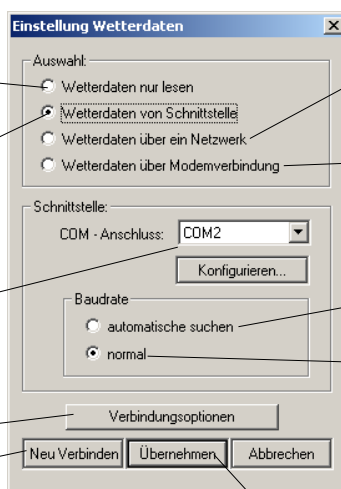 Einstellung Wetterdaten
Auswahl:
Wetterdaten nur lesen
Wetterdaten von Schnittstelle
Wetterdaten über ein Netzwerk
Wetterdaten über Modemverbindung
Schnittstelle:
COM - Anschluss: COM2
Konfigurieren...
Baudrate
automatische suchen
normal
Verbindungsoptionen
Neu Verbinden Übernehmen Abbrechen